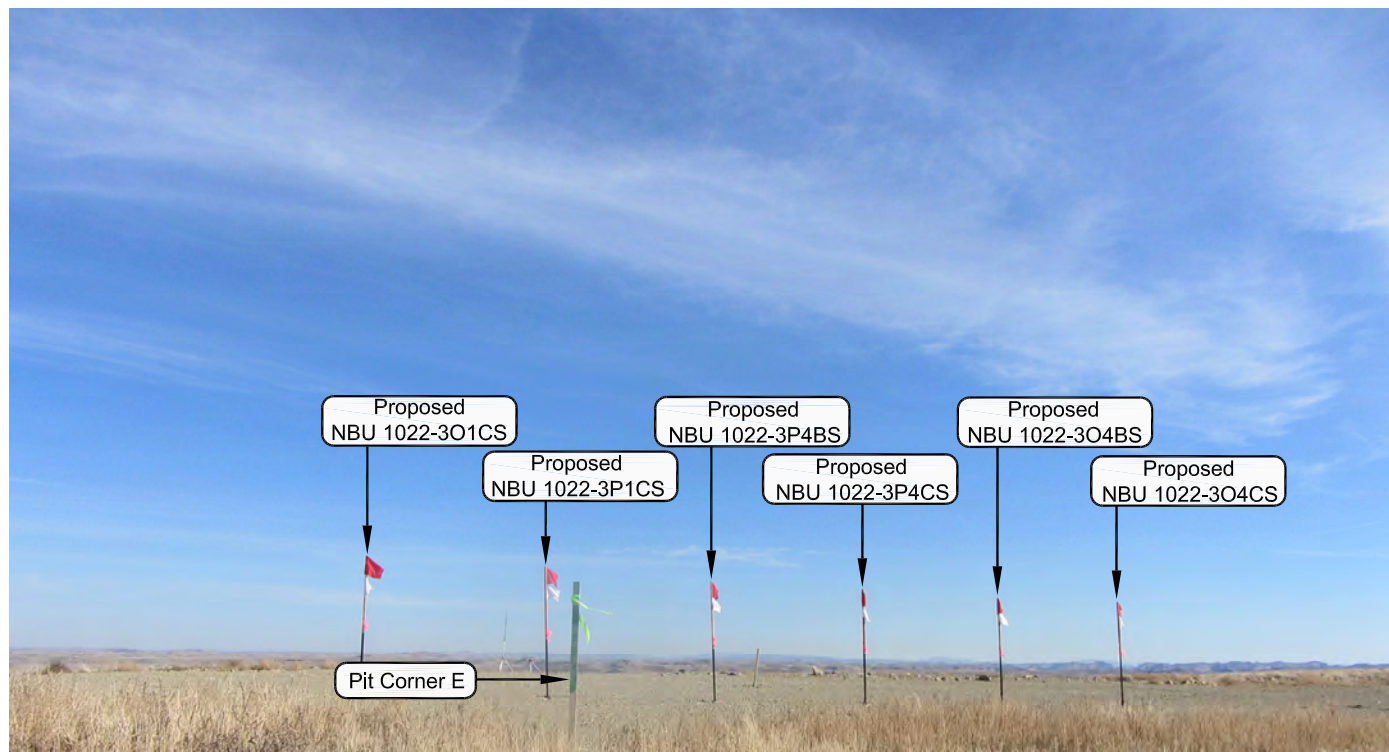 Proposed
NBU 1022-3O1CS
Proposed
NBU 1022-3P1CS
Proposed
NBU 1022-3P4BS
Proposed
NBU 1022-3P4CS
Proposed
NBU 1022-3O4BS
Proposed
NBU 1022-3O4CS
Pit Corner E